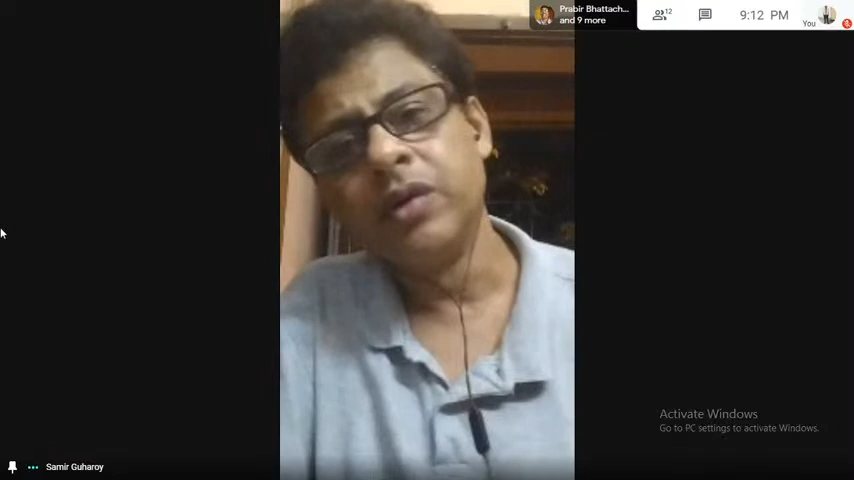 Prabir Bhattach...
and 9 more
12
9:12 PM
You
Activate Windows
Go to PC settings to activate Windows.
Samir Guharoy